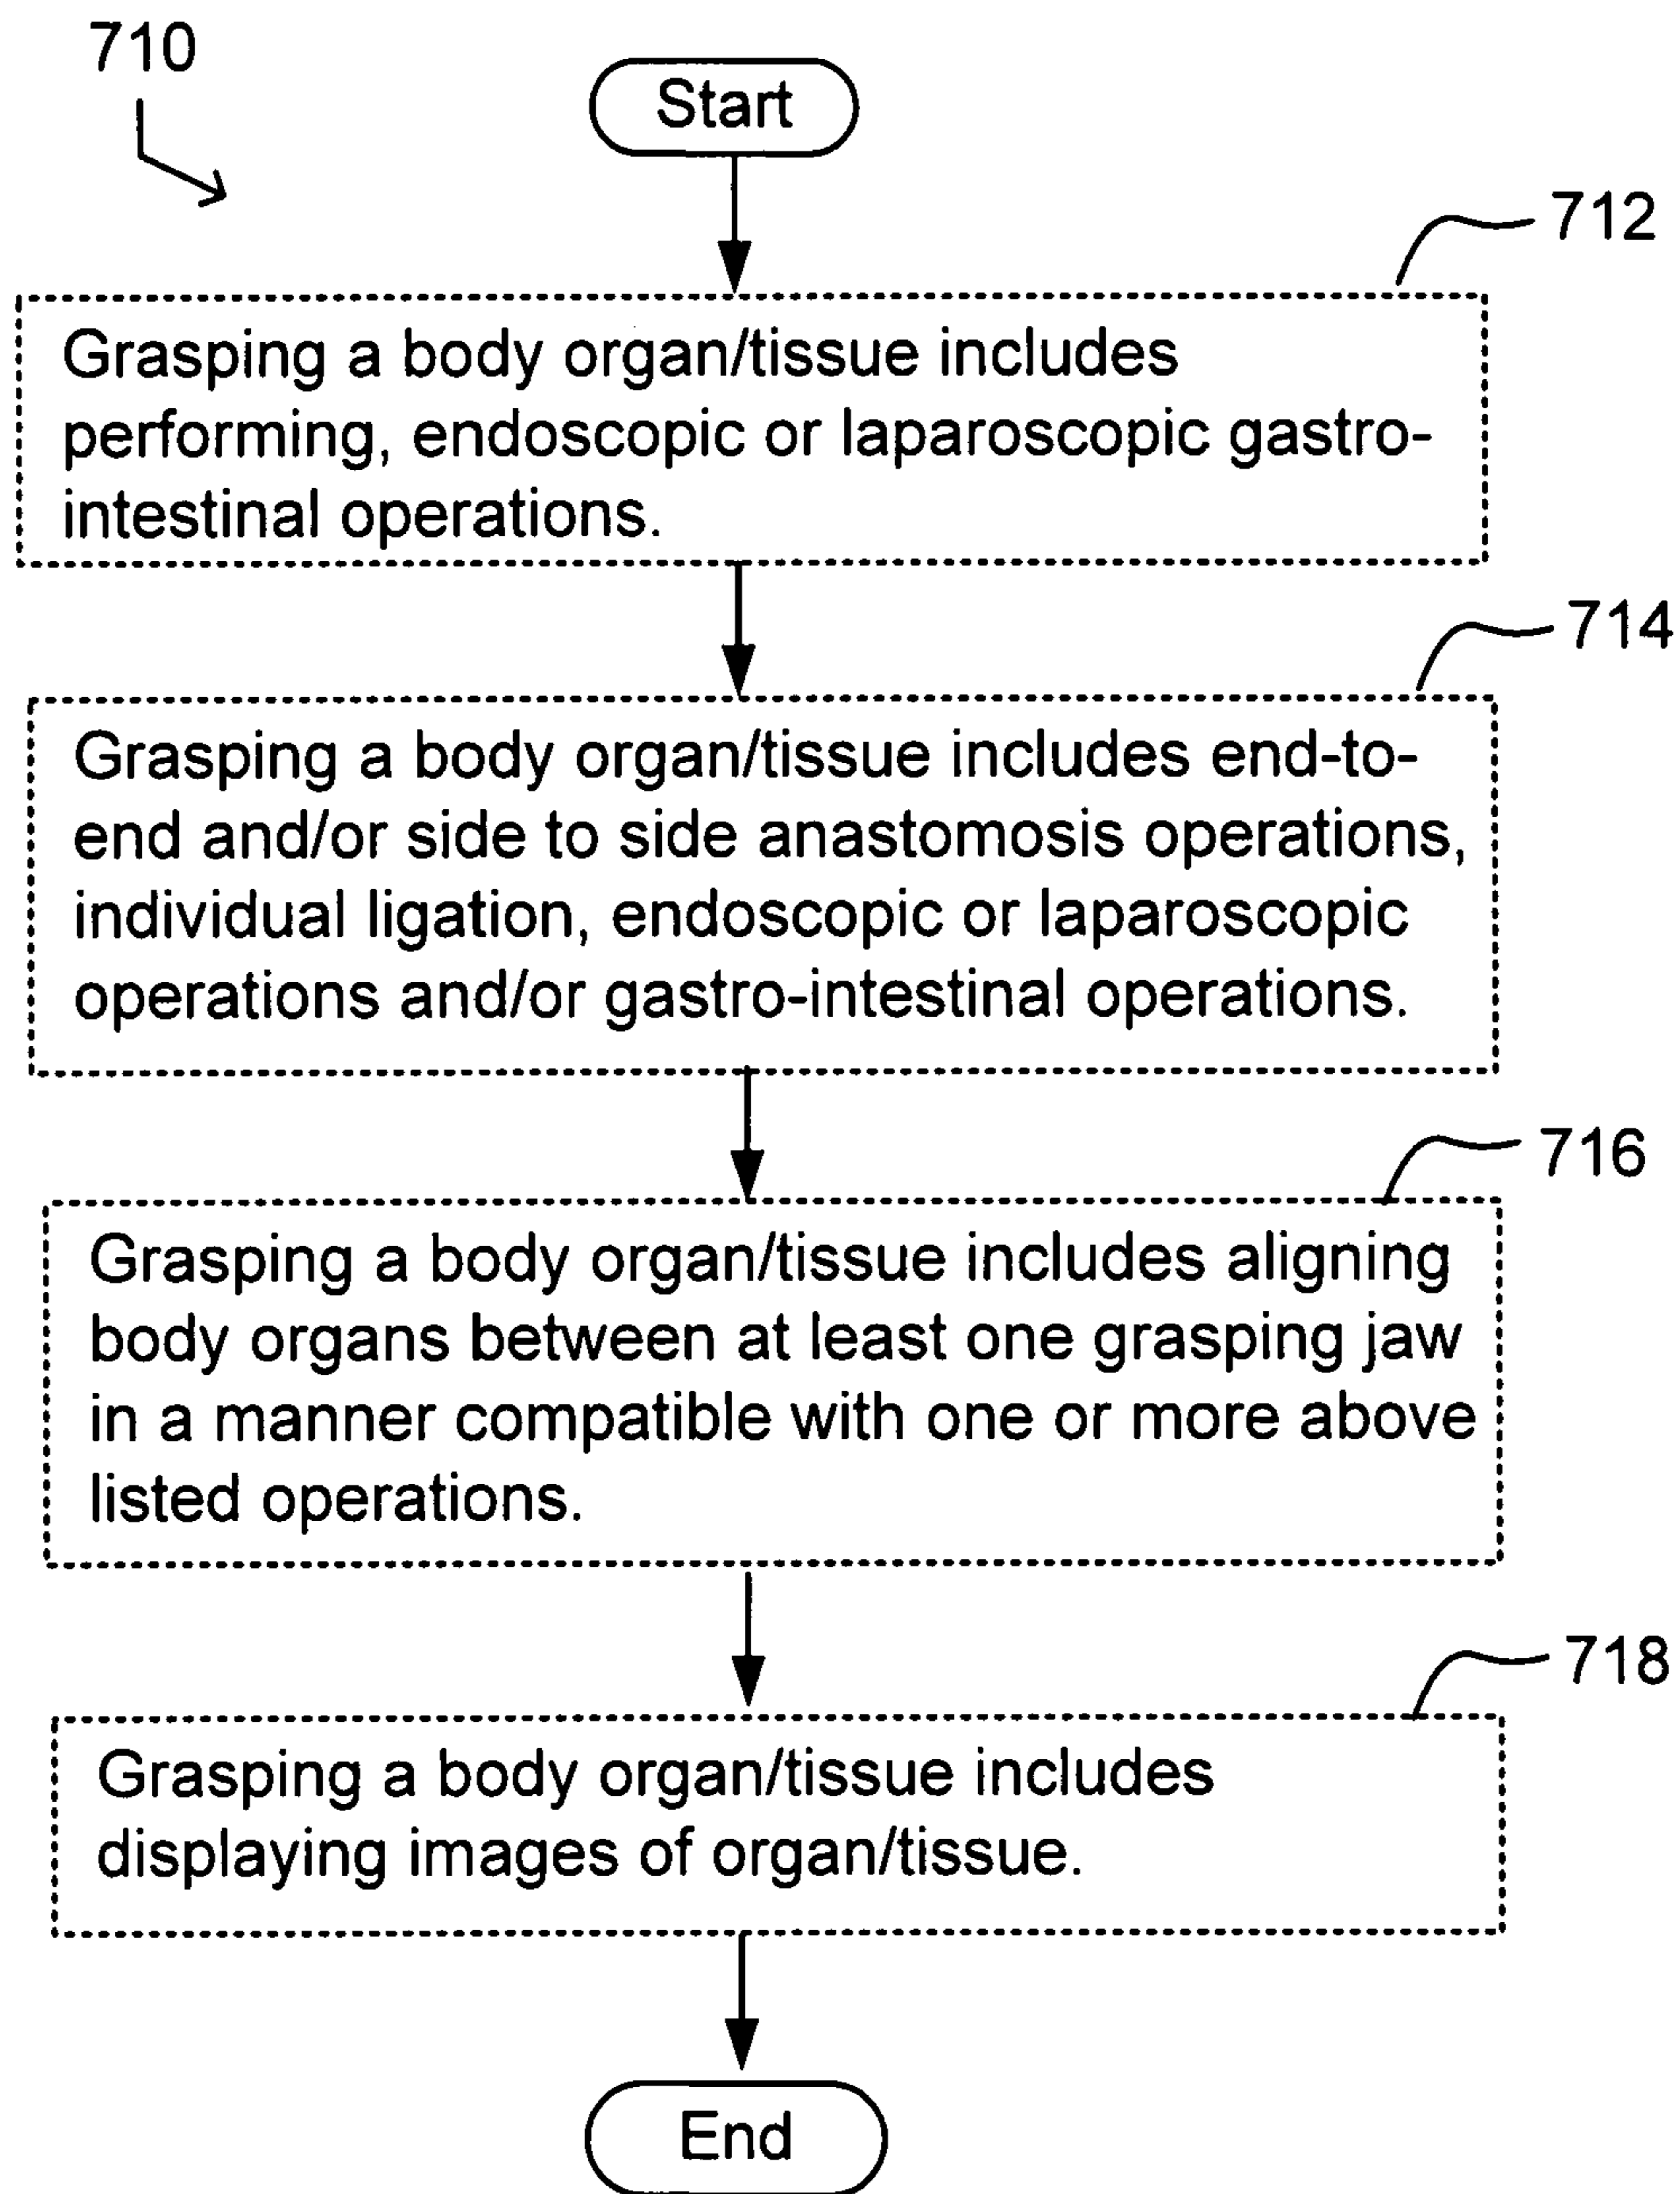 710
Start
712
Grasping a body organ/tissue includes
performing, endoscopic or laparoscopic gastro-
intestinal operations.
714
Grasping a body organ/tissue includes end-to-
end and/or side to side anastomosis operations,
individual ligation, endoscopic or laparoscopic
operations and/or gastro-intestinal operations.
716
Grasping a body organ/tissue includes aligning
body organs between at least one grasping jaw
in a manner compatible with one or more above
listed operations.
718
Grasping a body organ/tissue includes
displaying images of organ/tissue.
End